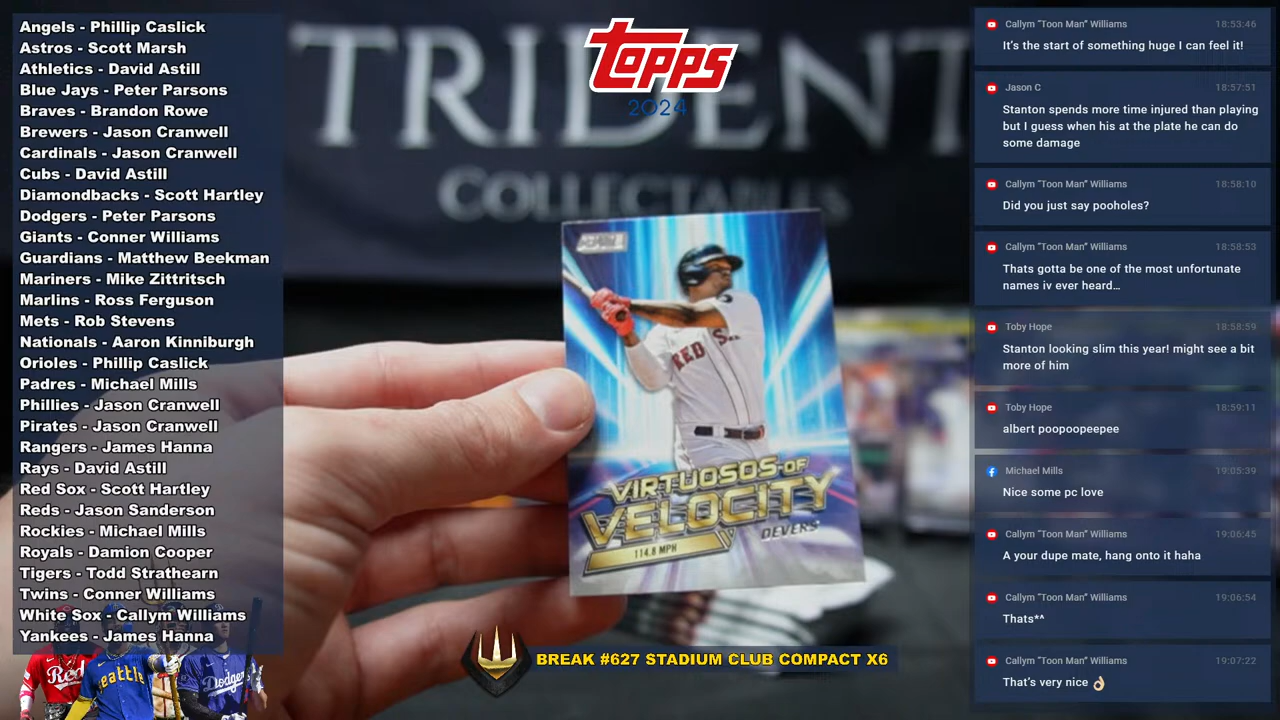 Angels - Phillip Caslick
Astros - Scott Marsh
Athletics - David Astill
Blue Jays - Peter Parsons
Braves - Brandon Rowe
Brewers - Jason Cranwell
Cardinals - Jason Cranwell
Cubs - David Astill
Diamondbacks - Scott Hartley
Dodgers - Peter Parsons
Giants - Conner Williams
Guardians - Matthew Beekman
Mariners - Mike Zittritsch
Marlins - Ross Ferguson
Mets - Rob Stevens
Nationals - Aaron Kinniburgh
Orioles - Phillip Caslick
Padres - Michael Mills
Phillies - Jason Cranwell
Pirates - Jason Cranwell
Rangers - James Hanna
Rays - David Astill
Red Sox - Scott Hartley
Reds - Jason Sanderson
Rockies - Michael Mills
Royals - Damion Cooper
Tigers - Todd Strathearn
Twins - Conner Williams
White Sox - Callym Williams
Yankees - James Hanna
Reds
Seattle
Dodgers
TRIDENT
COLLECTABLES
topps
2024
RED S
VIRTUOSOS OF
VELOCITY
DEVERS
114.8 MPH
BREAK #627 STADIUM CLUB COMPACT X6
Callym "Toon Man" Williams 18:53:46
It's the start of something huge I can feel it!
Jason C 18:57:51
Stanton spends more time injured than playing
but I guess when his at the plate he can do
some damage
Callym "Toon Man" Williams 18:58:10
Did you just say pooholes?
Callym "Toon Man" Williams 18:58:53
Thats gotta be one of the most unfortunate
names iv ever heard...
Toby Hope 18:58:59
Stanton looking slim this year! might see a bit
more of him
Toby Hope 18:59:11
albert poopoopeepee
Michael Mills 19:05:39
Nice some pc love
Callym "Toon Man" Williams 19:06:45
A your dupe mate, hang onto it haha
Callym "Toon Man" Williams 19:06:54
Thats**
Callym "Toon Man" Williams 19:07:22
That's very nice 👌🏼